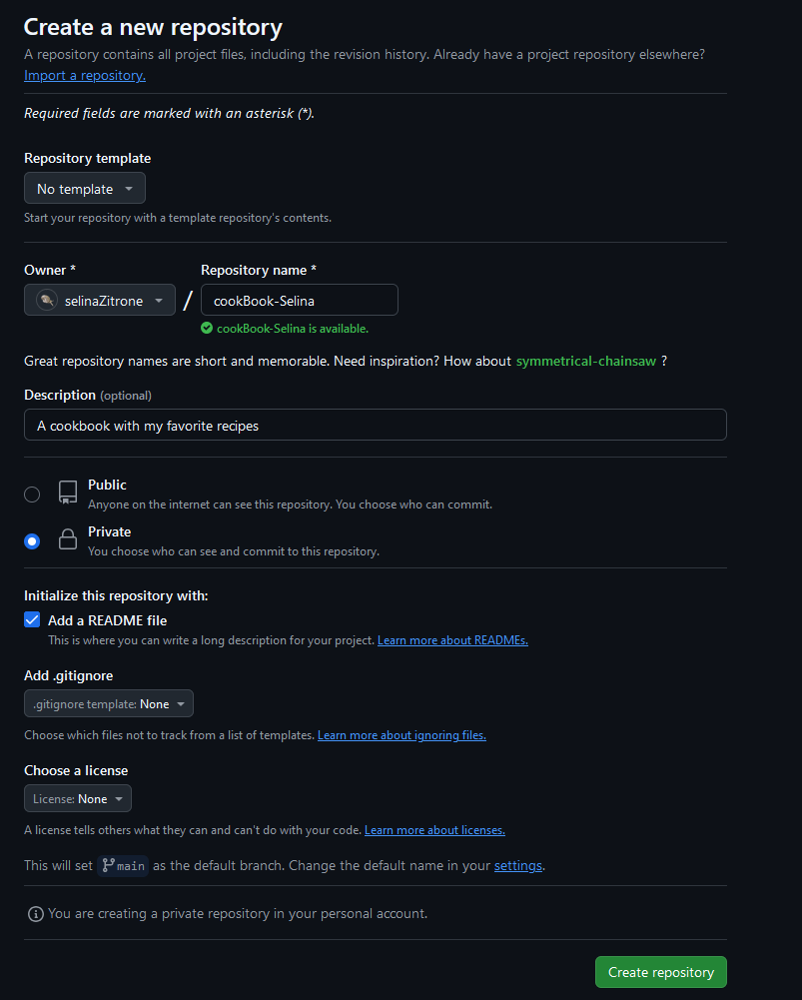 Create a new repository
A repository contains all project files, including the revision history. Already have a project repository elsewhere?
Import a repository.
Required fields are marked with an asterisk (*).
Repository template
No template
Start your repository with a template repository's contents.
Owner *
Repository name *
selinaZitrone
/
cookBook-Selina
cookBook-Selina is available.
Great repository names are short and memorable. Need inspiration? How about symmetrical-chainsaw ?
Description (optional)
A cookbook with my favorite recipes
Public
Anyone on the internet can see this repository. You choose who can commit.
Private
You choose who can see and commit to this repository.
Initialize this repository with:
Add a README file
This is where you can write a long description for your project. Learn more about READMEs.
Add .gitignore
.gitignore template: None
Choose which files not to track from a list of templates. Learn more about ignoring files.
Choose a license
License: None
A license tells others what they can and can't do with your code. Learn more about licenses.
This will set main as the default branch. Change the default name in your settings.
You are creating a private repository in your personal account.
Create repository